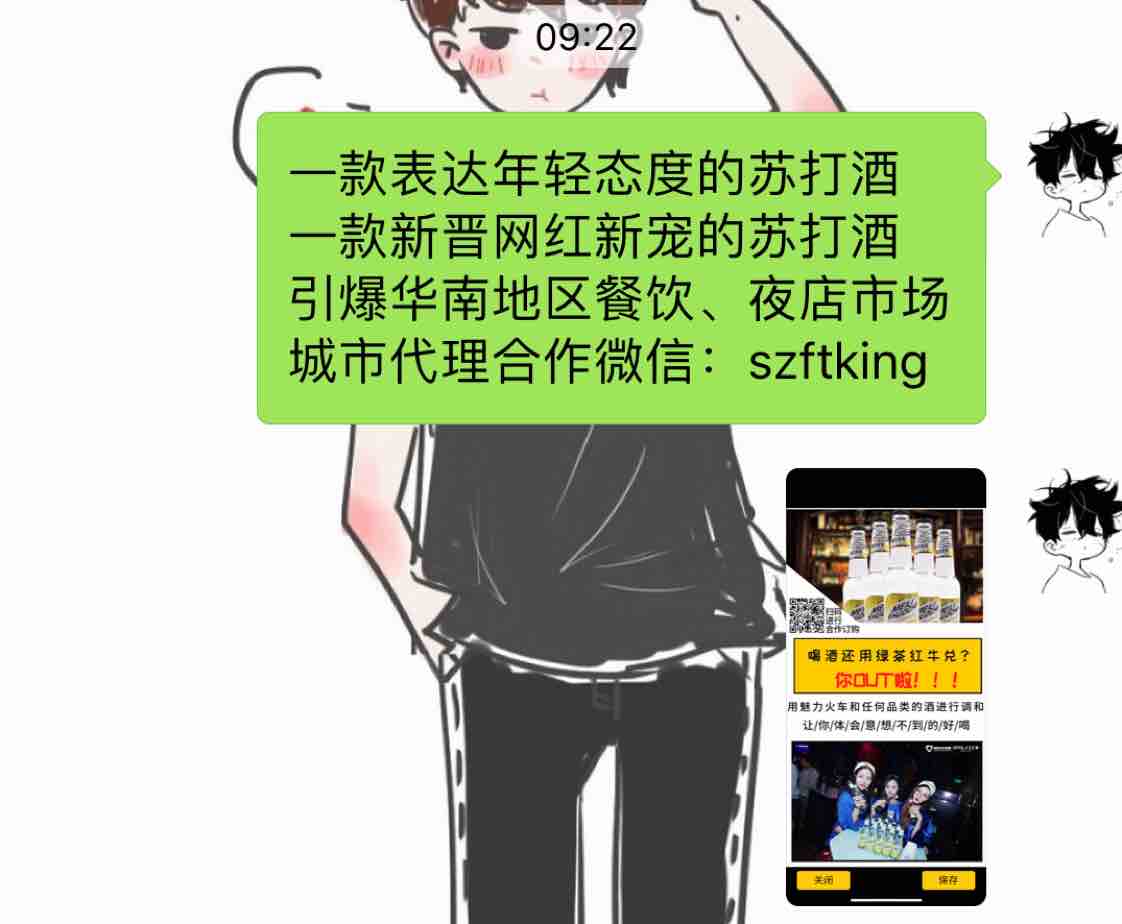 09:22
一款表达年轻态度的苏打酒
一款新晋网红新宠的苏打酒
引爆华南地区餐饮、夜店市场
城市代理合作微信：szftking
扫码
进行
合作订购
喝酒还用绿茶红牛兑？
你OUT啦！！！
用魅力火车和任何品类的酒进行调和
让/你/体/会/意/想/不/到/的/好/喝
关闭
保存